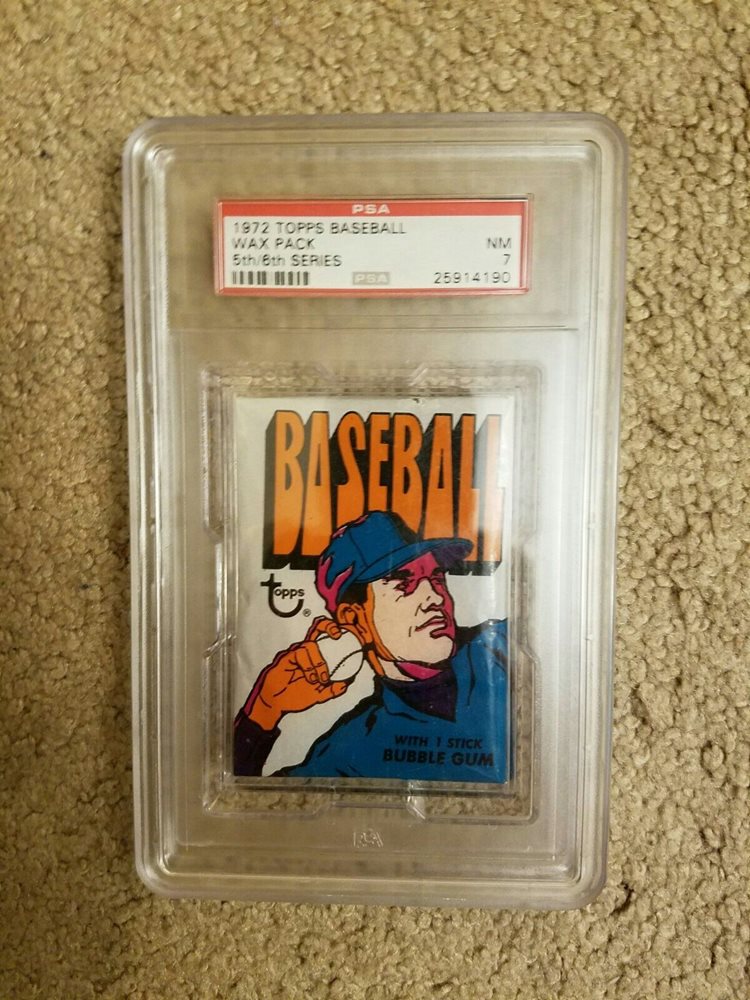 PSA
1972 TOPPS BASEBALL
WAX PACK NM
5th/6th SERIES 7
PSA 25914190
BASEBALL
Topps®
WITH 1 STICK
BUBBLE GUM
PSA